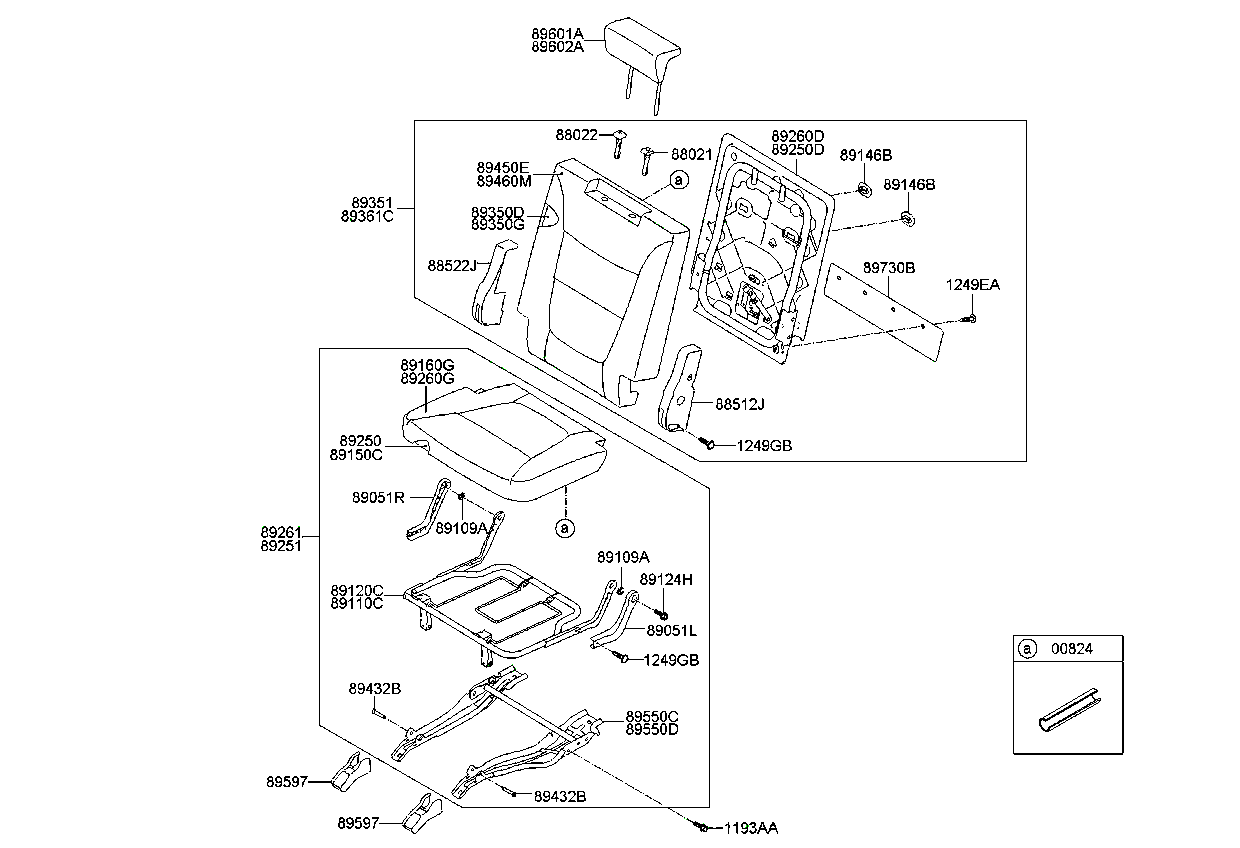 89601A
89602A
88022
88021
a
89260D
89250D
89146B
89146B
89450E
89460M
89351
89361C
89350D
89350G
88522J
89730B
1249EA
89160G
89260G
88512J
1249GB
89250
89150C
89051R
89109A
a
89261
89251
89109A
89124H
89120C
89110C
89051L
1249GB
a 00824
89432B
89550C
89550D
89597
89432B
89597
1193AA